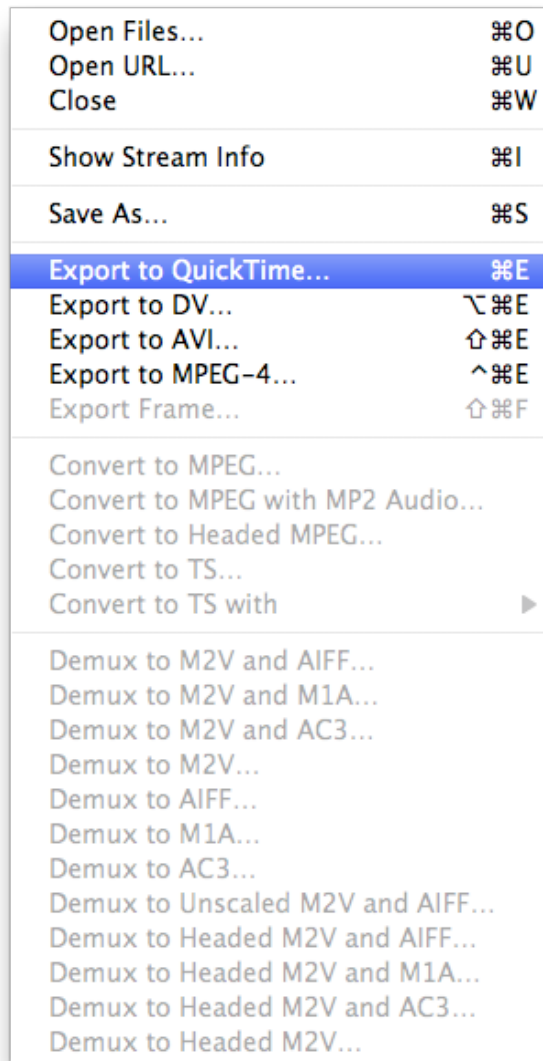 Open Files... ⌘O
Open URL... ⌘U
Close ⌘W
Show Stream Info ⌘I
Save As... ⌘S
Export to QuickTime... ⌘E
Export to DV... ⌥⌘E
Export to AVI... ⇧⌘E
Export to MPEG-4... ^⌘E
Export Frame... ⇧⌘F
Convert to MPEG...
Convert to MPEG with MP2 Audio...
Convert to Headed MPEG...
Convert to TS...
Convert to TS with ▶
Demux to M2V and AIFF...
Demux to M2V and M1A...
Demux to M2V and AC3...
Demux to M2V...
Demux to AIFF...
Demux to M1A...
Demux to AC3...
Demux to Unscaled M2V and AIFF...
Demux to Headed M2V and AIFF...
Demux to Headed M2V and M1A...
Demux to Headed M2V and AC3...
Demux to Headed M2V...